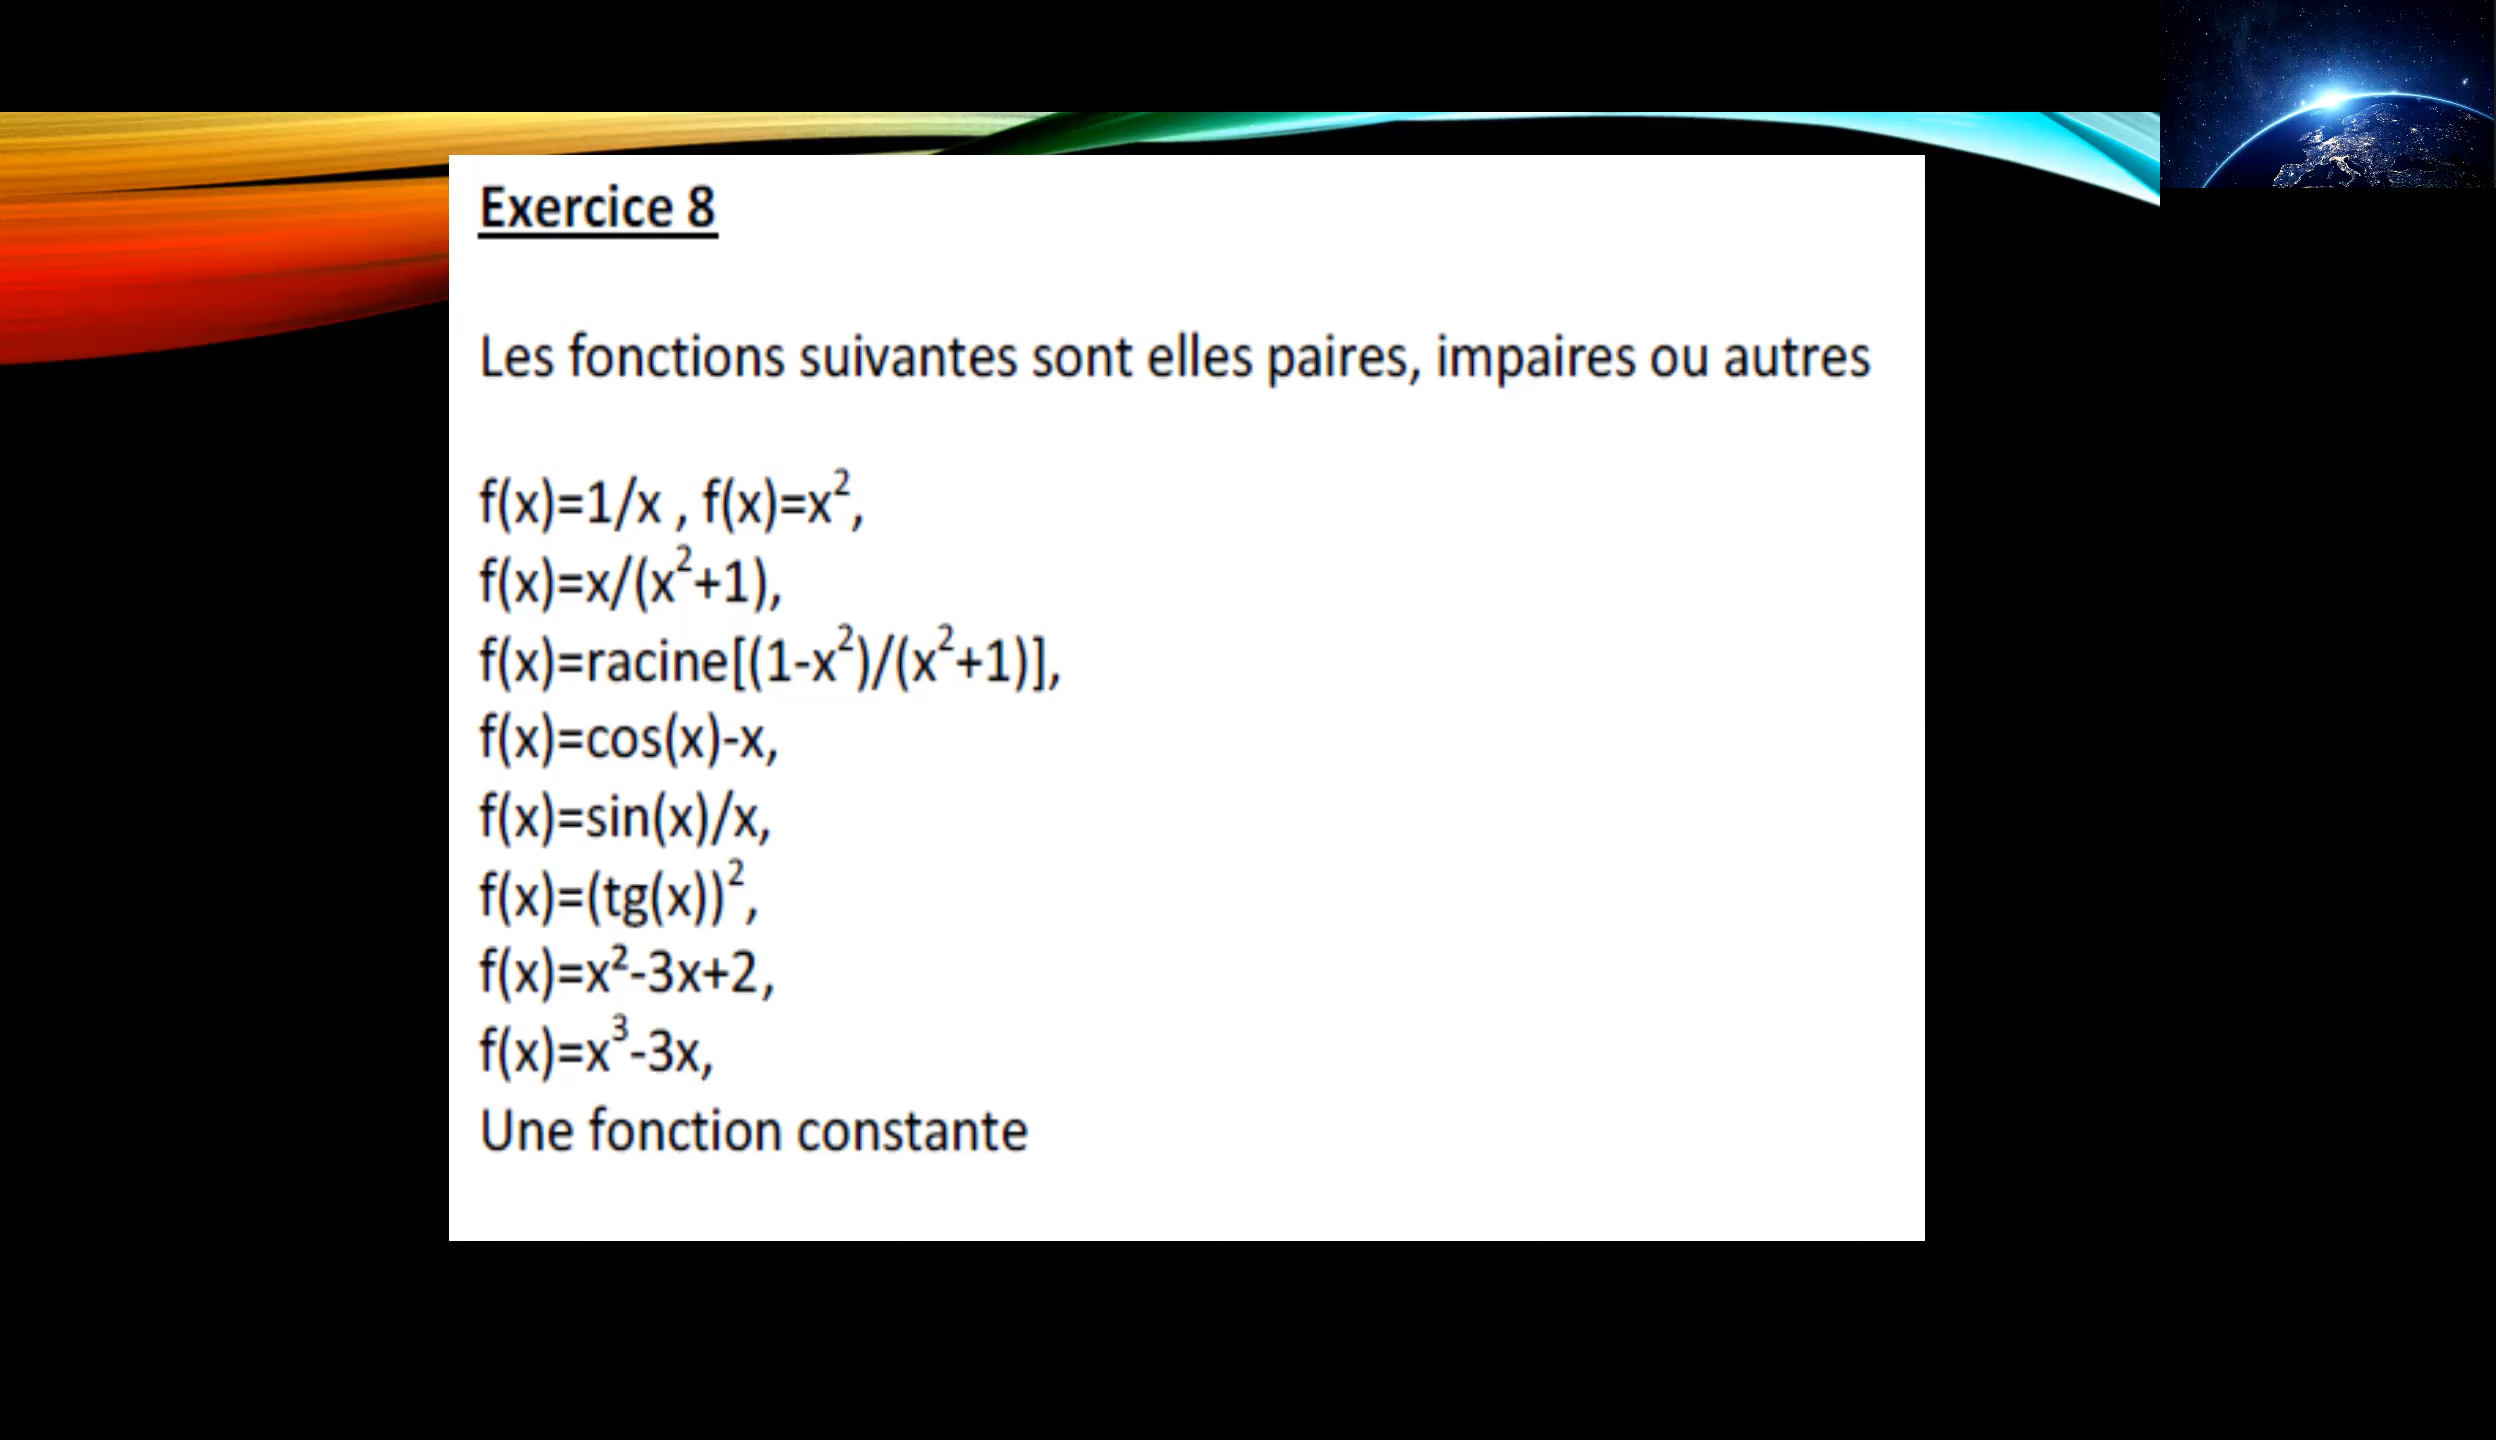 Exercice 8
Les fonctions suivantes sont elles paires, impaires ou autres
f(x)=1/x , f(x)=x²,
f(x)=x/(x²+1),
f(x)=racine[(1-x²)/(x²+1)],
f(x)=cos(x)-x,
f(x)=sin(x)/x,
f(x)=(tg(x))²,
f(x)=x²-3x+2,
f(x)=x³-3x,
Une fonction constante